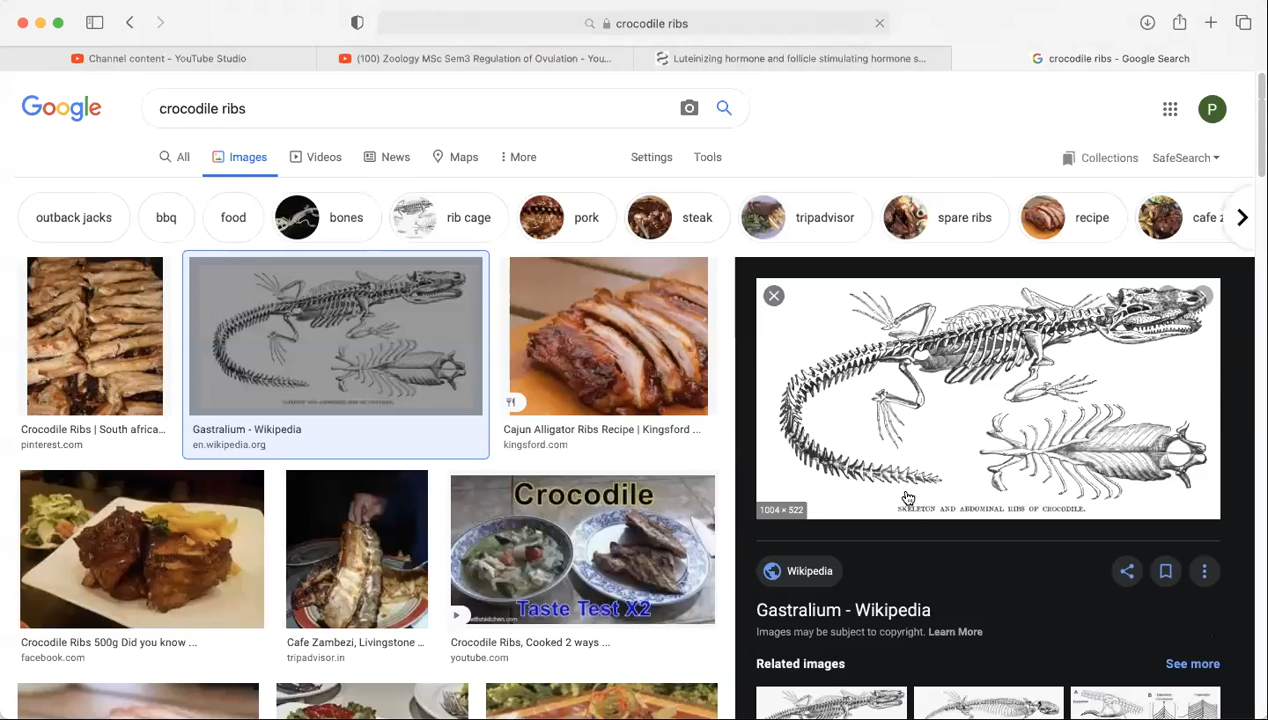 crocodile ribs
Channel content - YouTube Studio
(100) Zoology MSc Sem3 Regulation of Ovulation - You...
Luteinizing hormone and follicle stimulating hormone s...
crocodile ribs - Google Search
Google
crocodile ribs
P
All
Images
Videos
News
Maps
More
Settings
Tools
Collections
SafeSearch
outback jacks
bbq
food
bones
rib cage
pork
steak
tripadvisor
spare ribs
recipe
cafe z
Crocodile Ribs | South africa...
pinterest.com
Gastralium - Wikipedia
en.wikipedia.org
Cajun Alligator Ribs Recipe | Kingsford ...
kingsford.com
SKELETON AND ABDOMINAL RIBS OF CROCODILE.
1004 × 522
Wikipedia
Gastralium - Wikipedia
Images may be subject to copyright. Learn More
Related images
See more
Crocodile
Taste Test X2
Crocodile Ribs 500g Did you know ...
facebook.com
Cafe Zambezi, Livingstone ...
tripadvisor.in
Crocodile Ribs, Cooked 2 ways ...
youtube.com